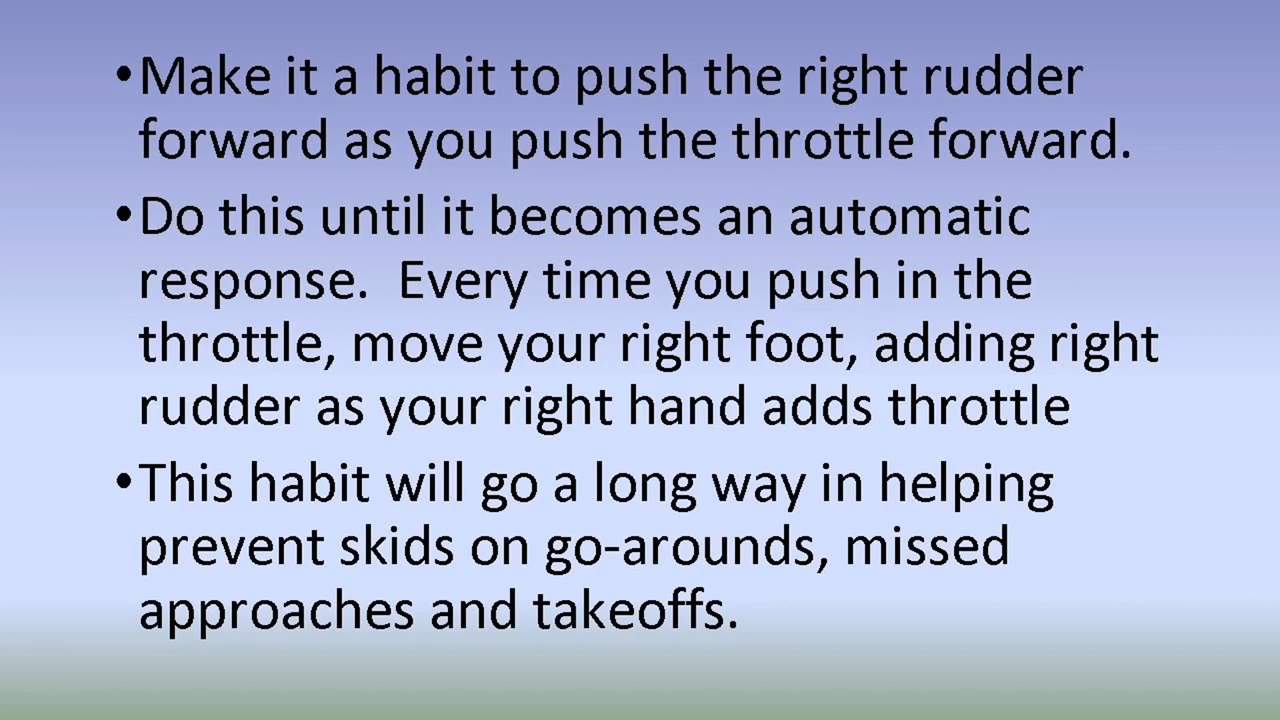 •Make it a habit to push the right rudder
forward as you push the throttle forward.
•Do this until it becomes an automatic
response.  Every time you push in the
throttle, move your right foot, adding right
rudder as your right hand adds throttle
•This habit will go a long way in helping
prevent skids on go-arounds, missed
approaches and takeoffs.